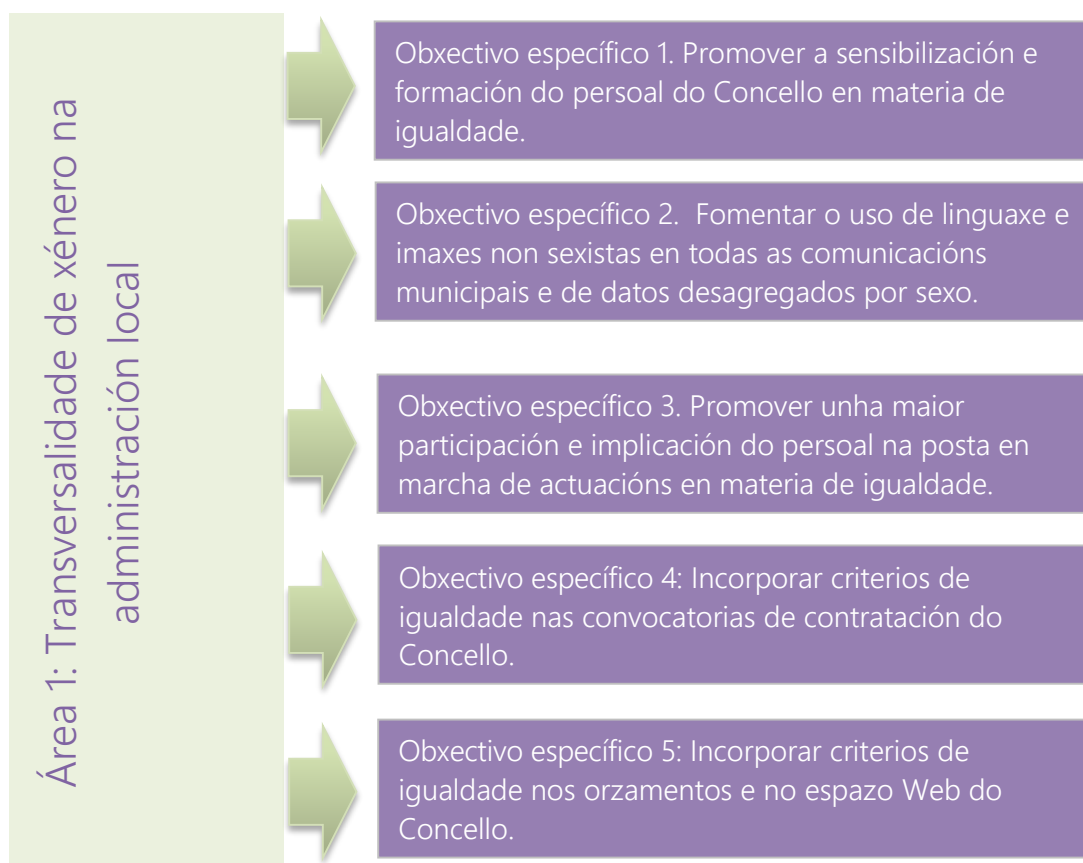 Área 1: Transversalidade de xénero na
administración local
Obxectivo específico 1. Promover a sensibilización e
formación do persoal do Concello en materia de
igualdade.
Obxectivo específico 2.  Fomentar o uso de linguaxe e
imaxes non sexistas en todas as comunicacións
municipais e de datos desagregados por sexo.
Obxectivo específico 3. Promover unha maior
participación e implicación do persoal na posta en
marcha de actuacións en materia de igualdade.
Obxectivo específico 4: Incorporar criterios de
igualdade nas convocatorias de contratación do
Concello.
Obxectivo específico 5: Incorporar criterios de
igualdade nos orzamentos e no espazo Web do
Concello.